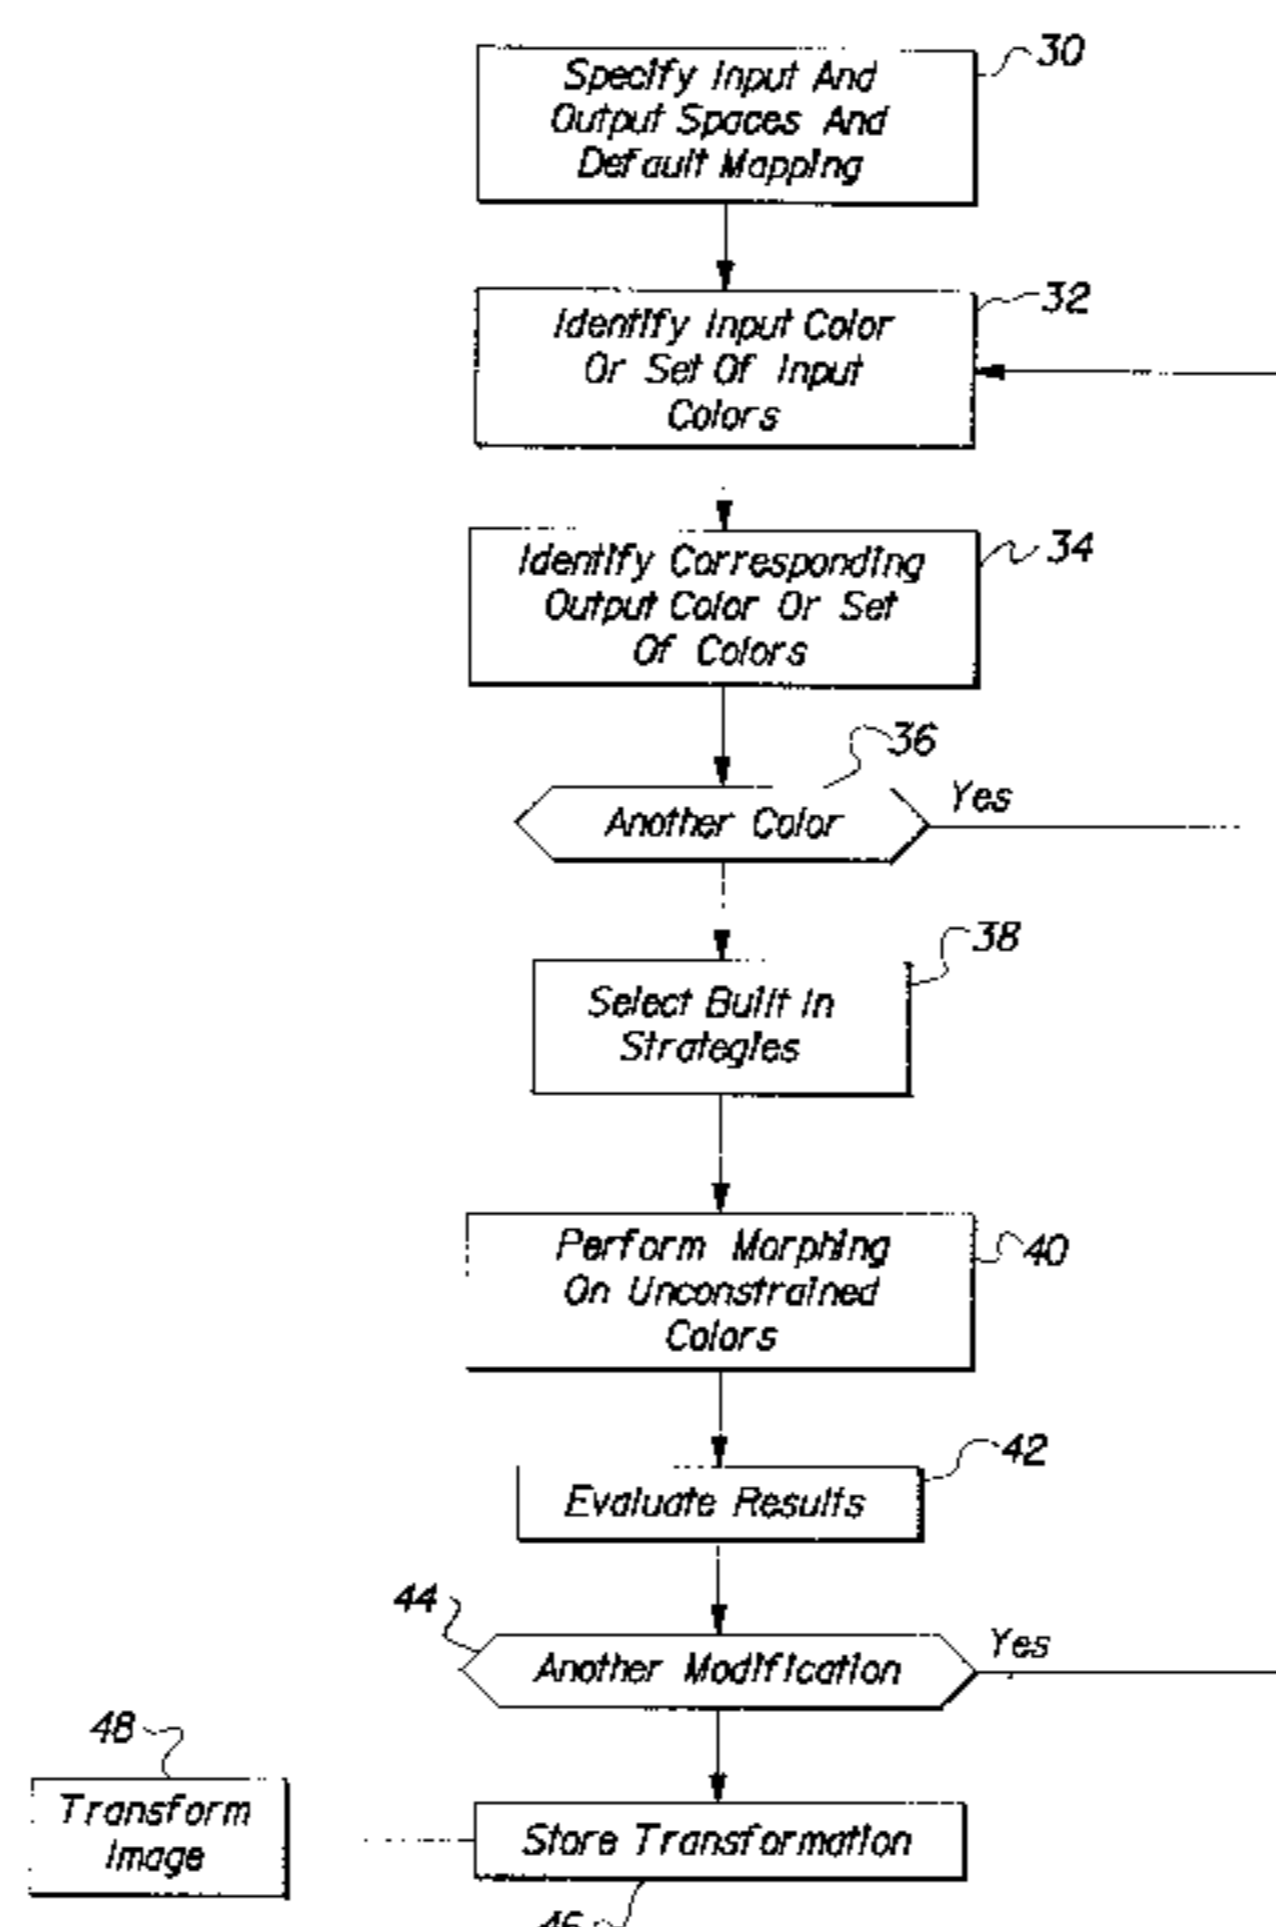 30
Specify Input And
Output Spaces And
Default Mapping
32
Identify Input Color
Or Set Of Input
Colors
34
Identify Corresponding
Output Color Or Set
Of Colors
36
Another Color
Yes
38
Select Built In
Strategies
40
Perform Morphing
On Unconstrained
Colors
42
Evaluate Results
44
Another Modification
Yes
48
Transform
Image
Store Transformation
46